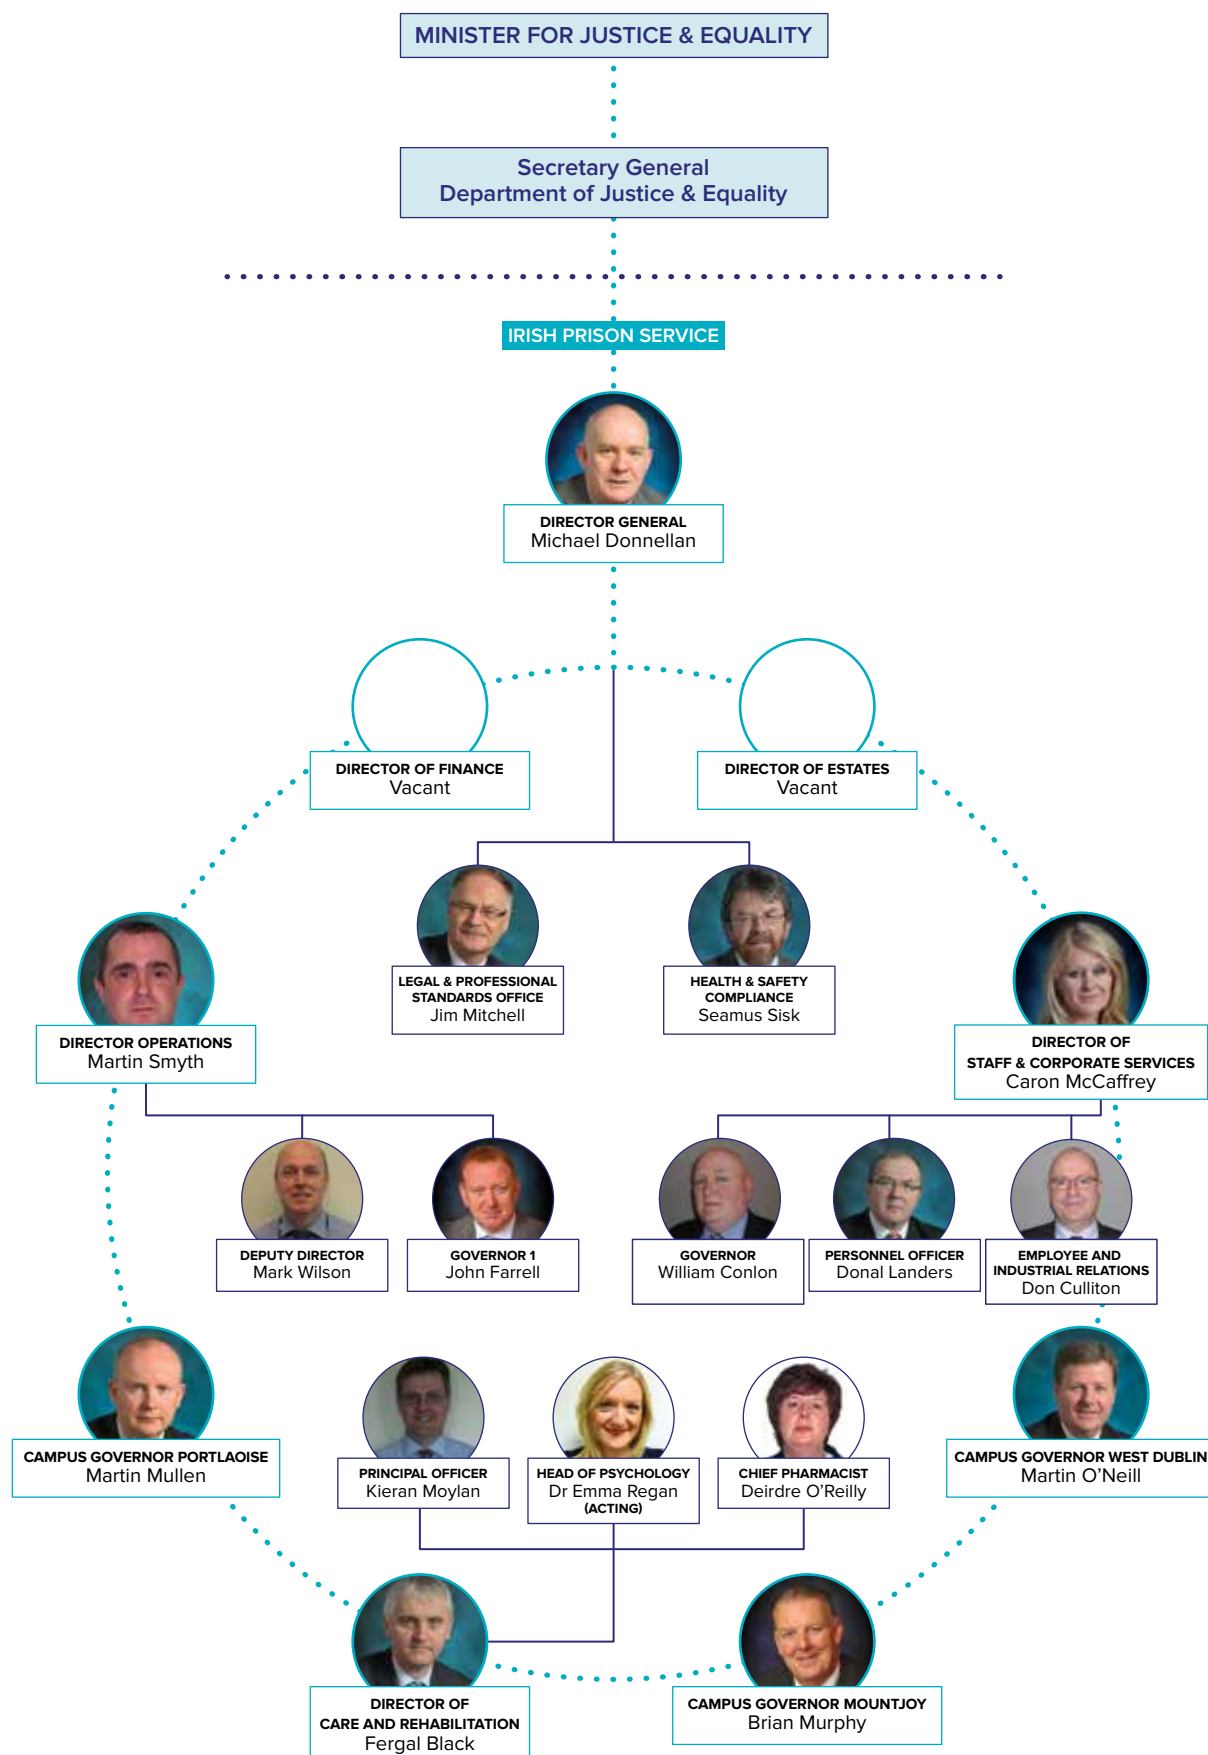 MINISTER FOR JUSTICE & EQUALITY
Secretary General
Department of Justice & Equality
IRISH PRISON SERVICE
DIRECTOR GENERAL
Michael Donnellan
DIRECTOR OF FINANCE
Vacant
DIRECTOR OF ESTATES
Vacant
LEGAL & PROFESSIONAL
STANDARDS OFFICE
Jim Mitchell
HEALTH & SAFETY
COMPLIANCE
Seamus Sisk
DIRECTOR OPERATIONS
Martin Smyth
DIRECTOR OF
STAFF & CORPORATE SERVICES
Caron McCaffrey
DEPUTY DIRECTOR
Mark Wilson
GOVERNOR 1
John Farrell
GOVERNOR
William Conlon
PERSONNEL OFFICER
Donal Landers
EMPLOYEE AND
INDUSTRIAL RELATIONS
Don Culliton
CAMPUS GOVERNOR PORTLAOISE
Martin Mullen
PRINCIPAL OFFICER
Kieran Moylan
HEAD OF PSYCHOLOGY
Dr Emma Regan
(ACTING)
CHIEF PHARMACIST
Deirdre O'Reilly
CAMPUS GOVERNOR WEST DUBLIN
Martin O'Neill
DIRECTOR OF
CARE AND REHABILITATION
Fergal Black
CAMPUS GOVERNOR MOUNTJOY
Brian Murphy